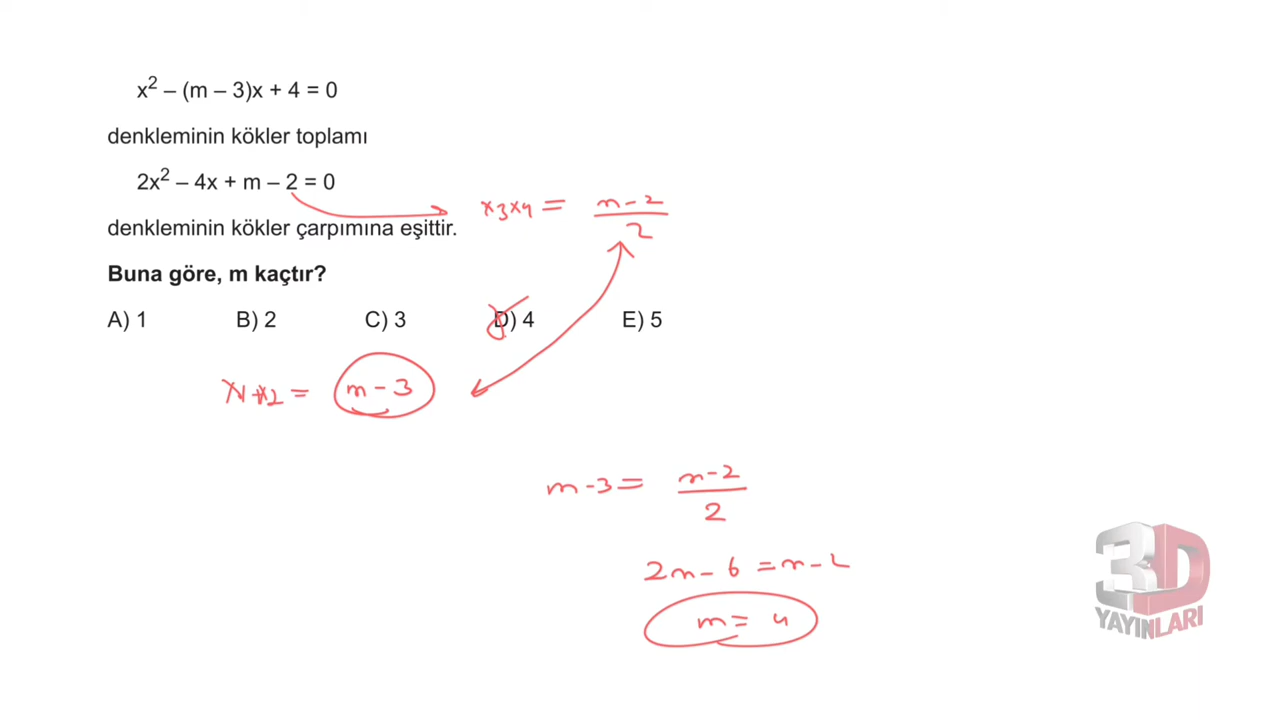 x² – (m – 3)x + 4 = 0
denkleminin kökler toplamı
2x² – 4x + m – 2 = 0
x3x4 = m-2/2
denkleminin kökler çarpımına eşittir.
Buna göre, m kaçtır?
A) 1 B) 2 C) 3 D) 4 E) 5
x1+x2 = m-3
m-3 = m-2/2
2m-6 = m-2
m = 4
3D
YAYINLARI